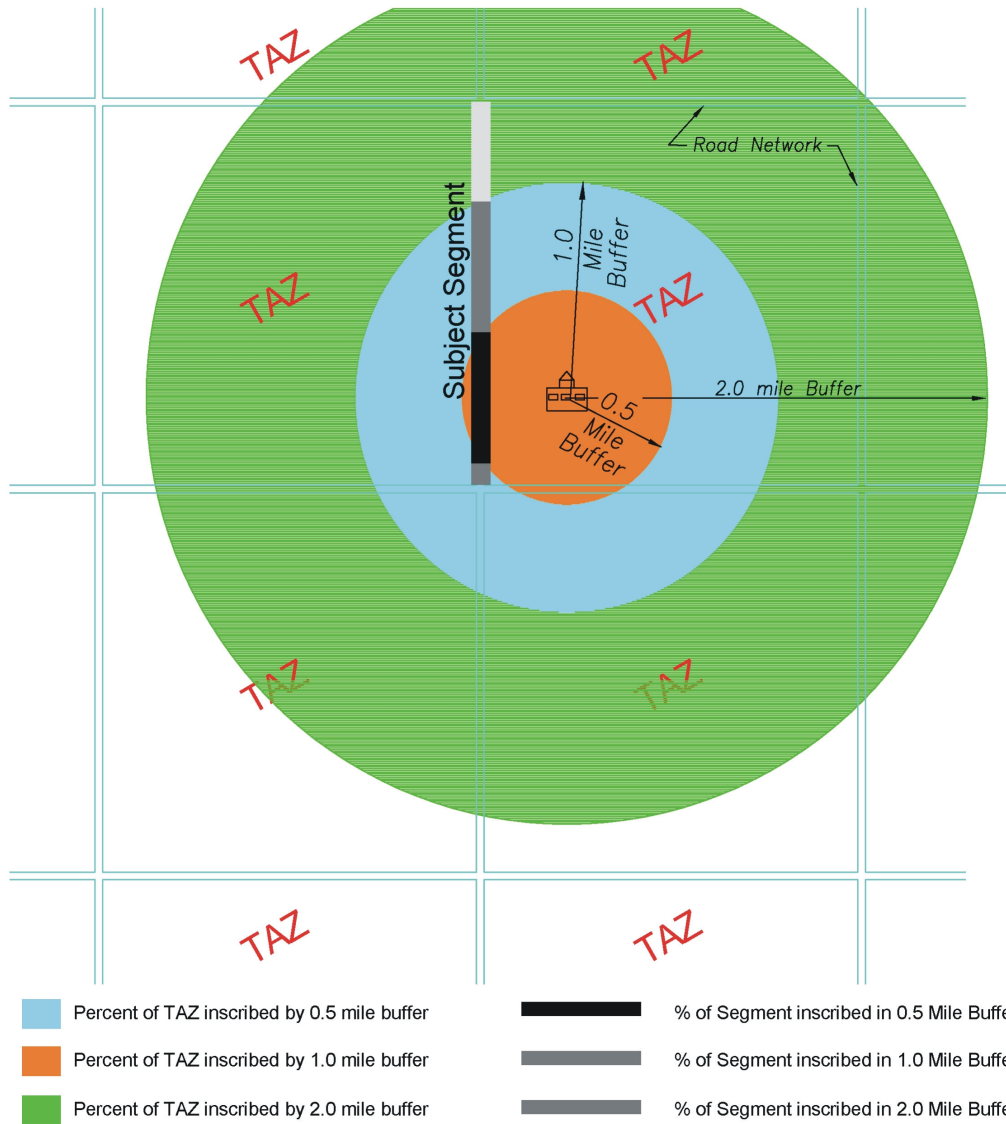 TAZ
TAZ
Road Network
Subject Segment
1.0
Mile
Buffer
TAZ
TAZ
2.0 mile Buffer
0.5
Mile
Buffer
TAZ
TAZ
TAZ
TAZ
Percent of TAZ inscribed by 0.5 mile buffer
% of Segment inscribed in 0.5 Mile Buffe
Percent of TAZ inscribed by 1.0 mile buffer
% of Segment inscribed in 1.0 Mile Buffe
Percent of TAZ inscribed by 2.0 mile buffer
% of Segment inscribed in 2.0 Mile Buffe